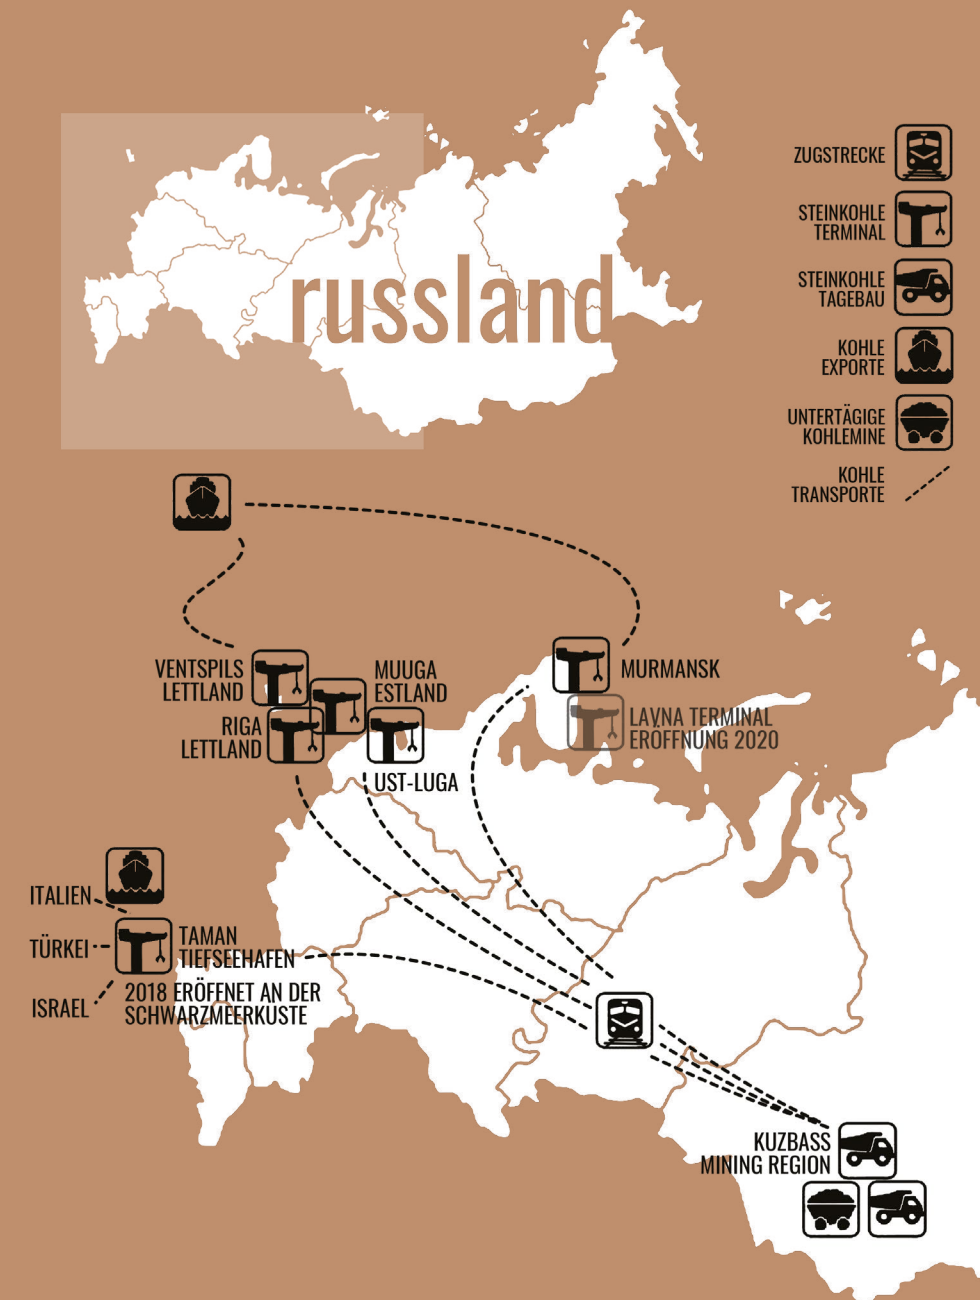 russland
ZUGSTRECKE
STEINKOHLE
TERMINAL
STEINKOHLE
TAGEBAU
KOHLE
EXPORTE
UNTERTÄGIGE
KOHLEMINE
KOHLE
TRANSPORTE
VENTSPILS
LETTLAND
MUUGA
ESTLAND
RIGA
LETTLAND
UST-LUGA
MURMANSK
LAVNA TERMINAL
ERÖFFNUNG 2020
ITALIEN
TÜRKEI
ISRAEL
TAMAN
TIEFSEEHAFEN
2018 ERÖFFNET AN DER
SCHWARZMEERKÜSTE
KUZBASS
MINING REGION